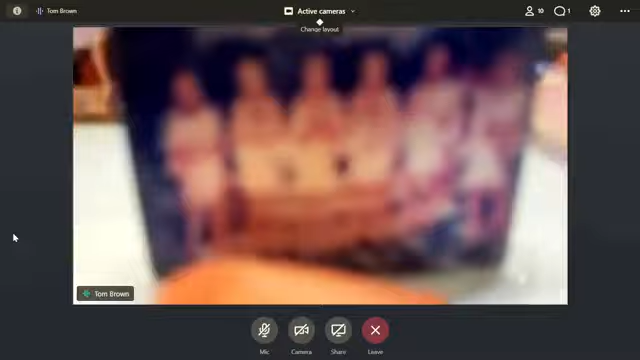 Tom Brown
Active cameras
10
1
Change layout
Tom Brown
Mic
Camera
Share
Leave